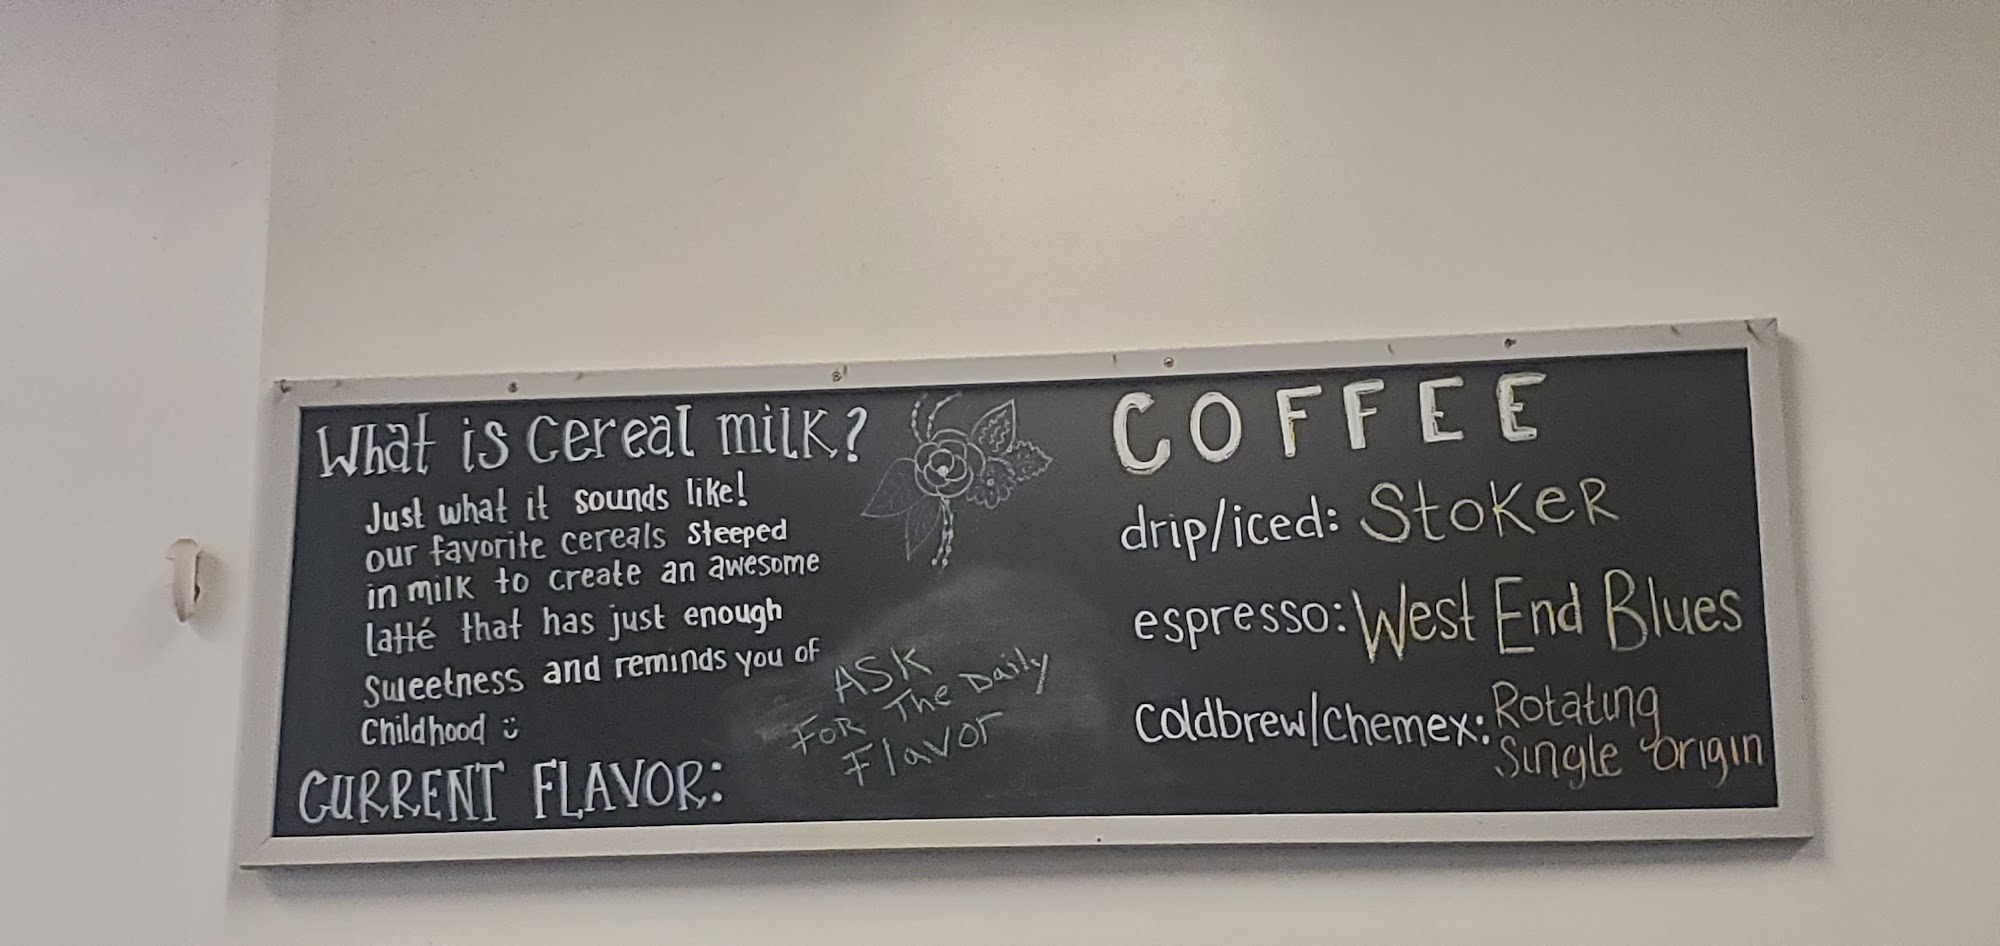 What is cereal milk?
Just what it sounds like!
our favorite cereals steeped
in milk to create an awesome
latté that has just enough
sweetness and reminds you of
childhood
CURRENT FLAVOR:
ASK
FOR The Daily
Flavor
COFFEE
drip/iced: Stoker
espresso: West End Blues
Coldbrew/Chemex: Rotating
Single Origin